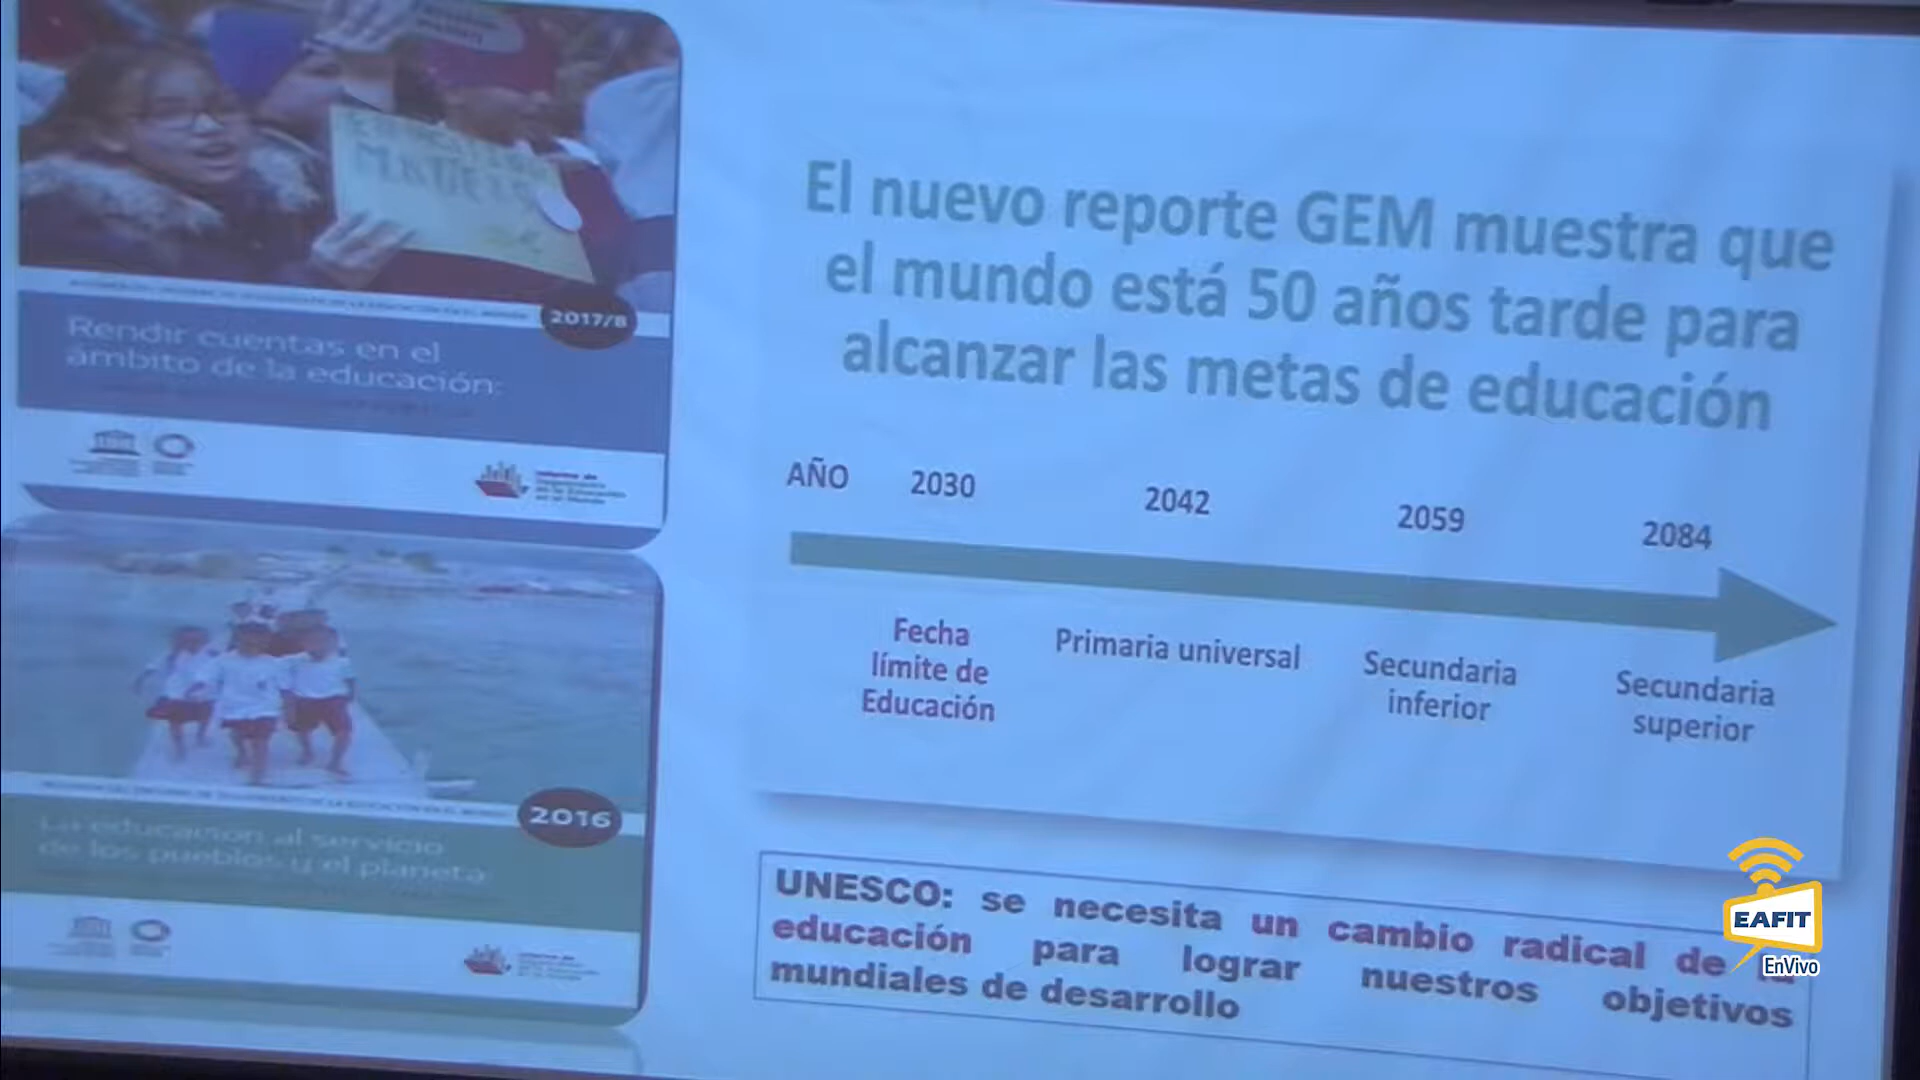 2017/8
Rendir cuentas en el
ámbito de la educación:
2016
La educación al servicio
de los pueblos y el planeta:
El nuevo reporte GEM muestra que
el mundo está 50 años tarde para
alcanzar las metas de educación
AÑO 2030 2042 2059 2084
Fecha
límite de
Educación
Primaria universal
Secundaria
inferior
Secundaria
superior
UNESCO: se necesita un cambio radical de
educación para lograr nuestros objetivos
mundiales de desarrollo
EAFIT
EnVivo